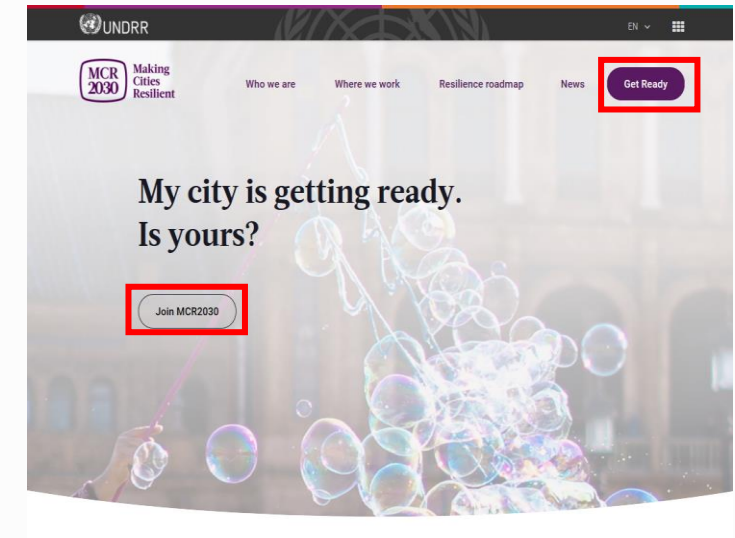 UNDRR
EN
MCR
2030
Making
Cities
Resilient
Who we are
Where we work
Resilience roadmap
News
Get Ready
My city is getting ready.
Is yours?
Join MCR2030